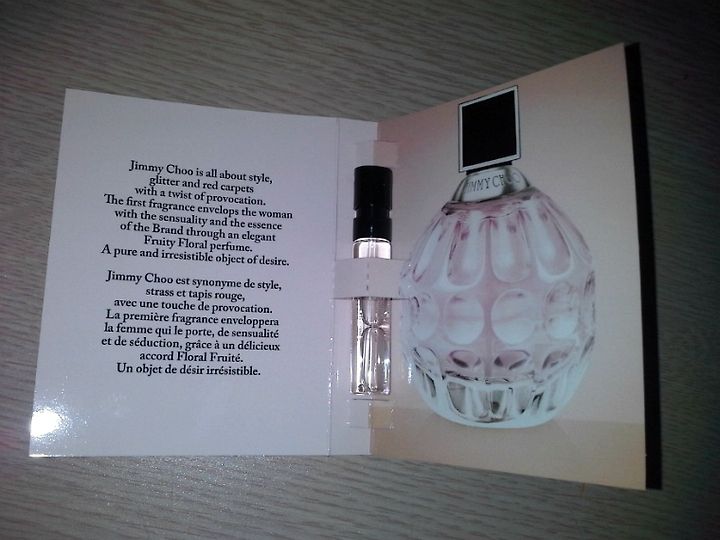 Jimmy Choo is all about style,
glitter and red carpets
with a twist of provocation.
The first fragrance envelops the woman
with the sensuality and the essence
of the Brand through an elegant
Fruity Floral perfume.
A pure and irresistible object of desire.
Jimmy Choo est synonyme de style,
strass et tapis rouge,
avec une touche de provocation.
La première fragrance enveloppera
la femme qui le porte, de sensualité
et de séduction, grâce à un délicieux
accord Floral Fruité.
Un objet de désir irrésistible.
JIMMY CHOO